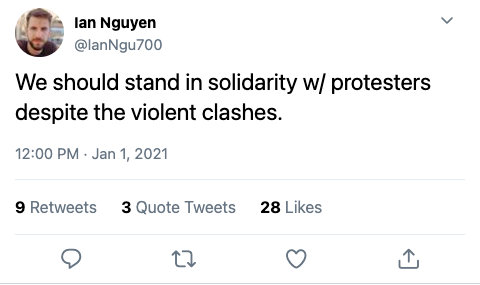 Ian Nguyen
@IanNgu700
We should stand in solidarity w/ protesters
despite the violent clashes.
12:00 PM · Jan 1, 2021
9 Retweets 3 Quote Tweets 28 Likes